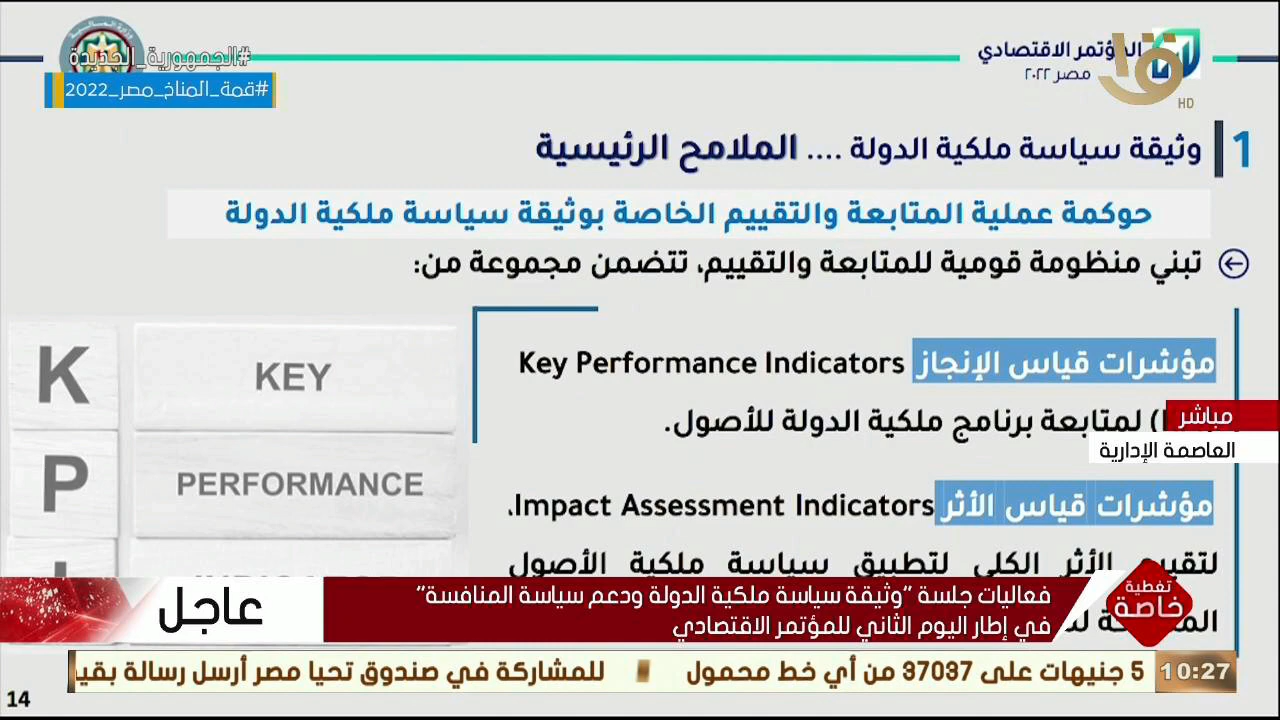 #الجمهورية_الجديدة
#قمة_المناخ_مصر_2022
المؤتمر الاقتصادي
مصر ٢٠٢٢
HD
1 وثيقة سياسة ملكية الدولة .... الملامح الرئيسية
حوكمة عملية المتابعة والتقييم الخاصة بوثيقة سياسة ملكية الدولة
تبني منظومة قومية للمتابعة والتقييم، تتضمن مجموعة من:
مؤشرات قياس الإنجاز Key Performance Indicators
) لمتابعة برنامج ملكية الدولة للأصول.
مؤشرات قياس الأثر Impact Assessment Indicators،
لتقييم الأثر الكلي لتطبيق سياسة ملكية الأصول
K KEY
P PERFORMANCE
مباشر
العاصمة الإدارية
تغطية
خاصة
عاجل
فعاليات جلسة "وثيقة سياسة ملكية الدولة ودعم سياسة المنافسة"
في إطار اليوم الثاني للمؤتمر الاقتصادي
10:27
5 جنيهات على 37037 من أي خط محمول
للمشاركة في صندوق تحيا مصر أرسل رسالة
14